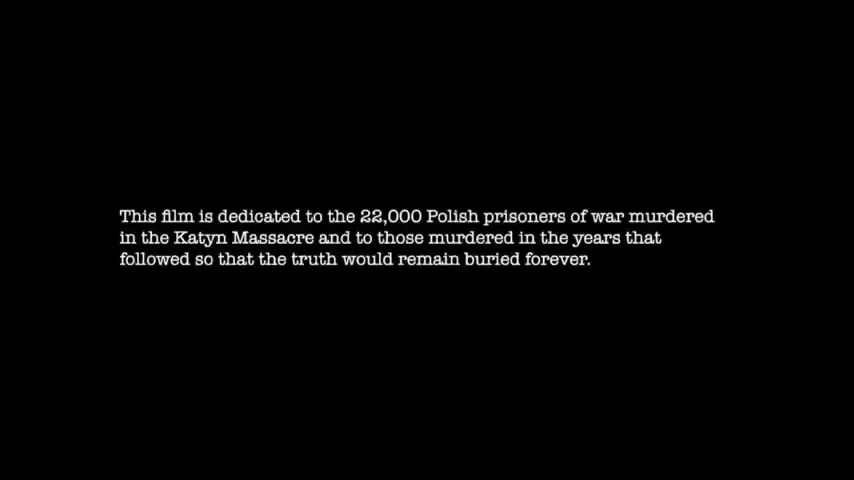 This film is dedicated to the 22,000 Polish prisoners of war murdered
in the Katyn Massacre and to those murdered in the years that
followed so that the truth would remain buried forever.